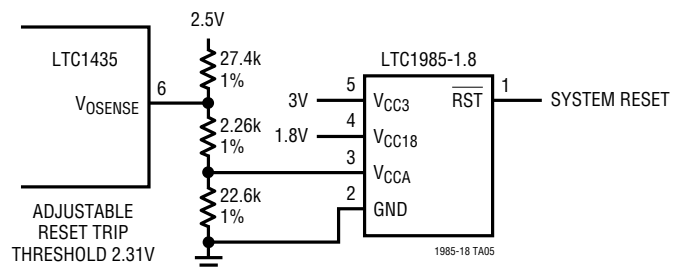 2.5V
LTC1435
6
VOSENSE
27.4k
1%
2.26k
1%
22.6k
1%
ADJUSTABLE
RESET TRIP
THRESHOLD 2.31V
LTC1985-1.8
3V
5
VCC3
1.8V
4
VCC18
3
VCCA
2
GND
RST
1
SYSTEM RESET
1985-18 TA05